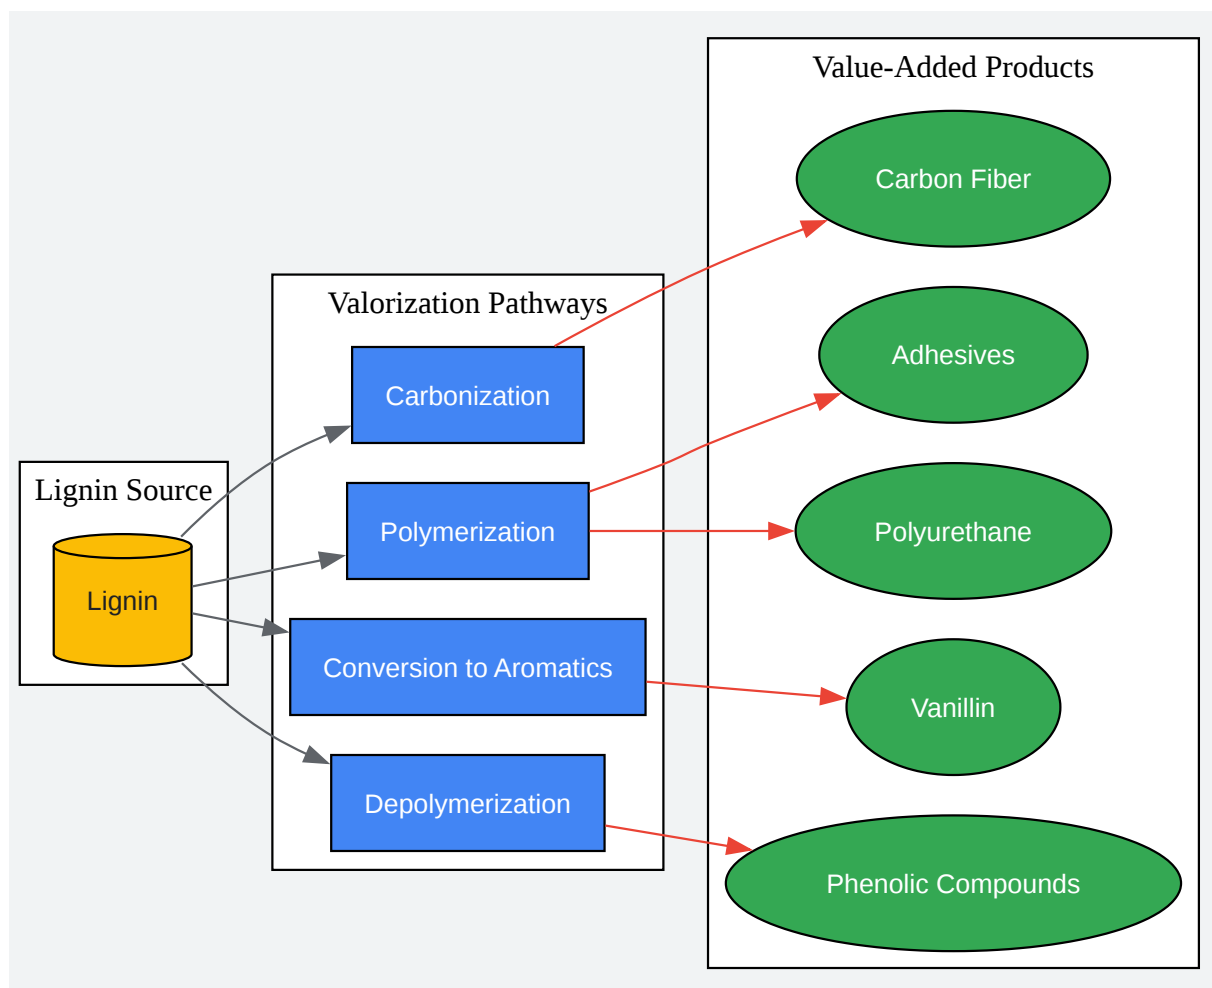 Lignin Source
Lignin
Valorization Pathways
Carbonization
Polymerization
Conversion to Aromatics
Depolymerization
Value-Added Products
Carbon Fiber
Adhesives
Polyurethane
Vanillin
Phenolic Compounds